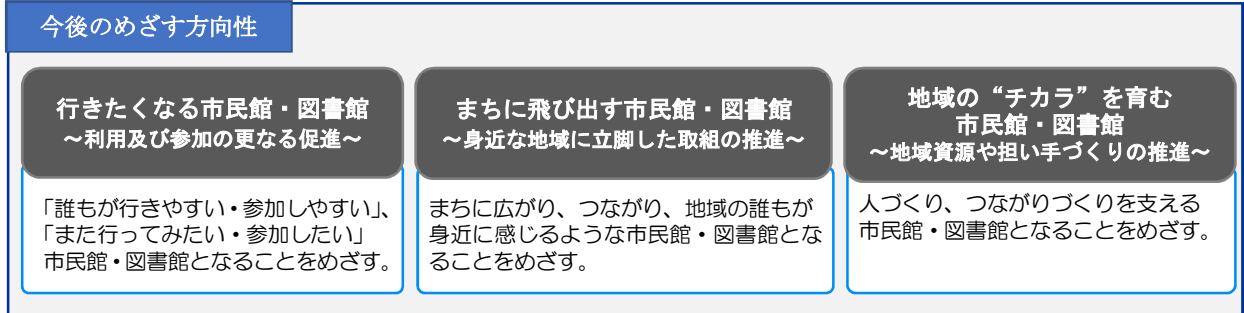 今後のめざす方向性
行きたくなる市民館・図書館
～利用及び参加の更なる促進～
「誰もが行きやすい・参加しやすい」、
「また行ってみたい・参加したい」
市民館・図書館となることをめざす。
まちに飛び出す市民館・図書館
～身近な地域に立脚した取組の推進～
まちに広がり、つながり、地域の誰もが
身近に感じるような市民館・図書館とな
ることをめざす。
地域の“チカラ”を育む
市民館・図書館
～地域資源や担い手づくりの推進～
人づくり、つながりづくりを支える
市民館・図書館となることをめざす。